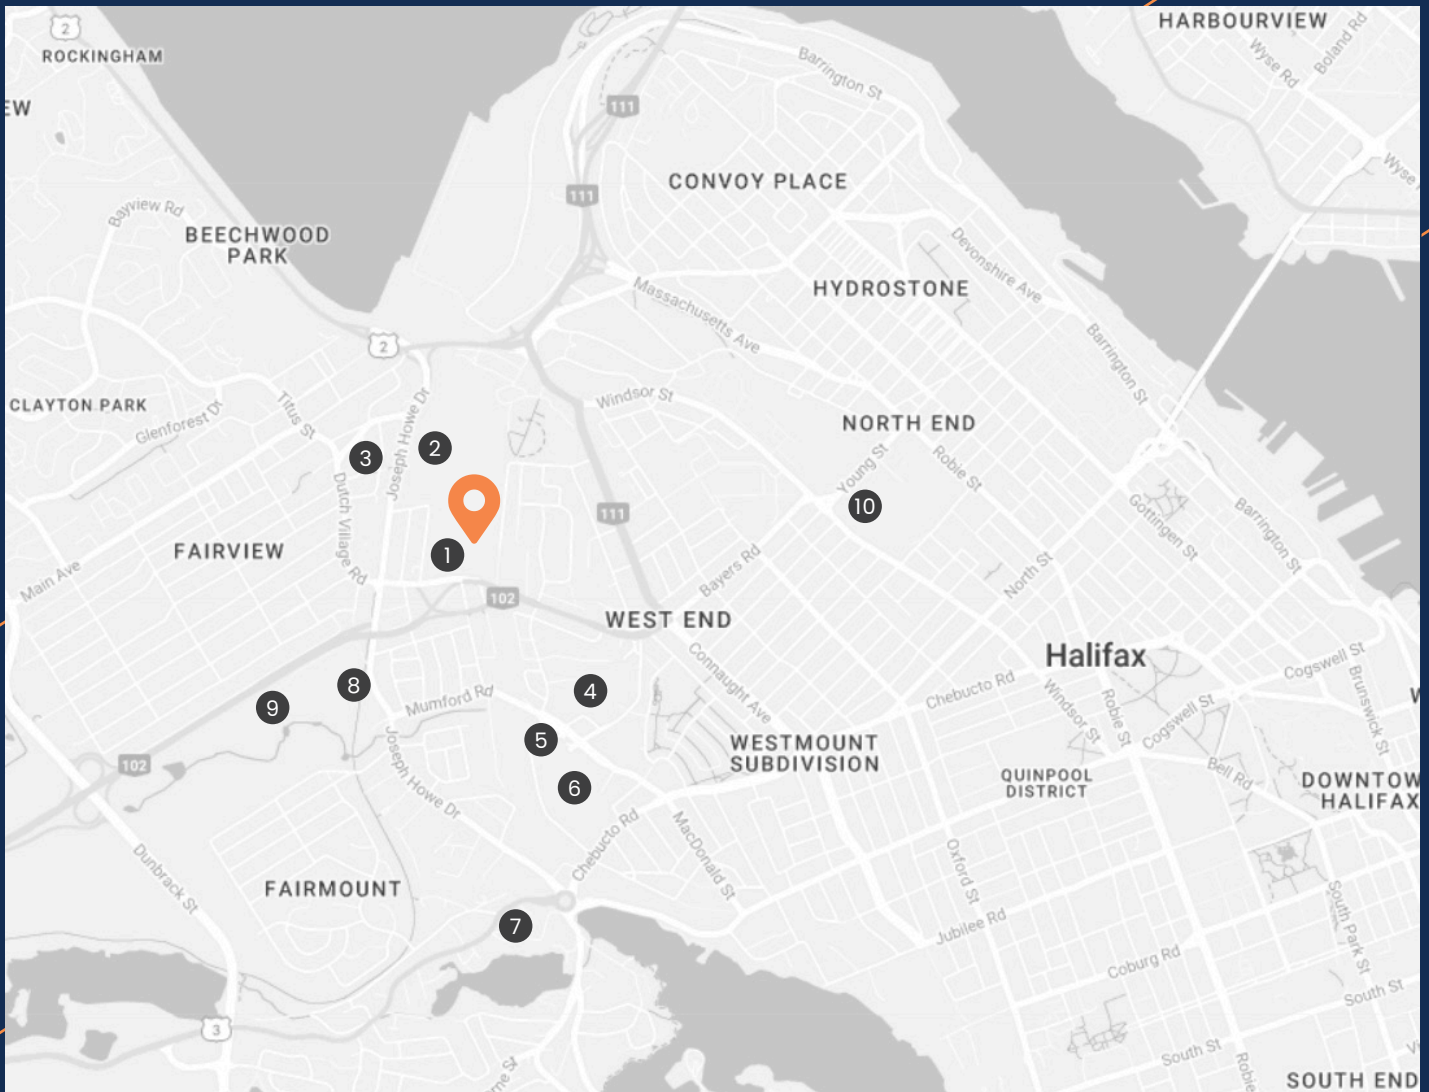 HARBOURVIEW
2
ROCKINGHAM
Wyse Rd
Boland Rd
Barrington St
EW
111
Wyse
CONVOY PLACE
111
Bayview Rd
BEECHWOOD
PARK
Devonshire Ave
HYDROSTONE
Massachusetts Ave
2
Barrington St
Windsor St
CLAYTON PARK
Glenforest Dr
Titus St
Joseph Howe Dr
NORTH END
2
3
Young St
Robie St
10
Dutch Village Rd
111
Gottingen St
Barrington St
FAIRVIEW
1
Main Ave
Bayers Rd
North St
102
WEST END
Halifax
Cogswell St
Connaught Ave
Chebucto Rd
8
4
Mumford Rd
9
Windsor St
Robie St
Cogswell St
Brunswick St
W
5
WESTMOUNT
SUBDIVISION
102
Joseph Howe Dr
6
QUINPOOL
DISTRICT
Bell Rd
DOWNTOW
HALIFAX
Chebucto Rd
MacDonald St
Dunbrack St
Oxford St
FAIRMOUNT
7
Jubilee Rd
South Park St
Coburg Rd
South St
3
South St
Robie
SOUTH END